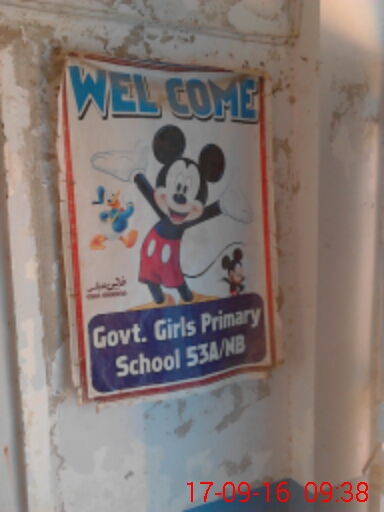 WEL COME
Govt. Girls Primary
School 53A/NB
17-09-16 09:38